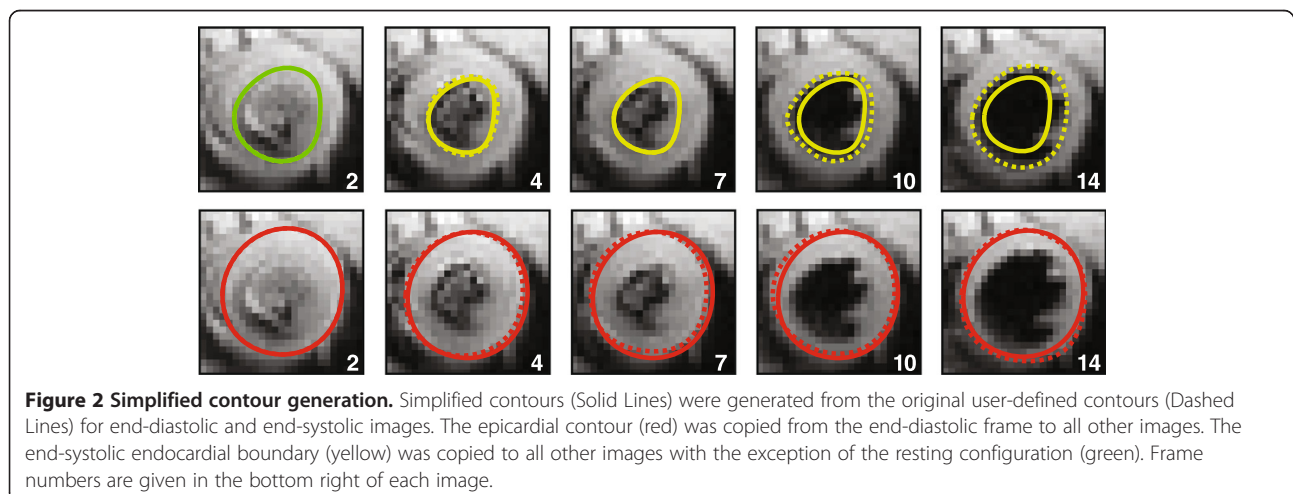 2 4 7 10 14
2 4 7 10 14
Figure 2 Simplified contour generation. Simplified contours (Solid Lines) were generated from the original user-defined contours (Dashed
Lines) for end-diastolic and end-systolic images. The epicardial contour (red) was copied from the end-diastolic frame to all other images. The
end-systolic endocardial boundary (yellow) was copied to all other images with the exception of the resting configuration (green). Frame
numbers are given in the bottom right of each image.